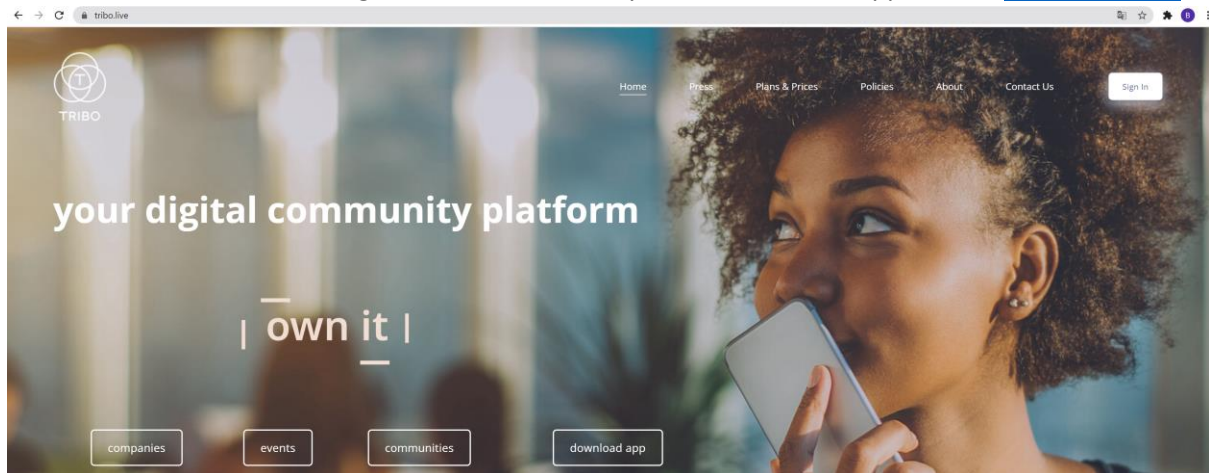 tribo.live
B
T
TRIBO
Home Press Plans & Prices Policies About Contact Us Sign In
your digital community platform
| own it |
companies events communities download app